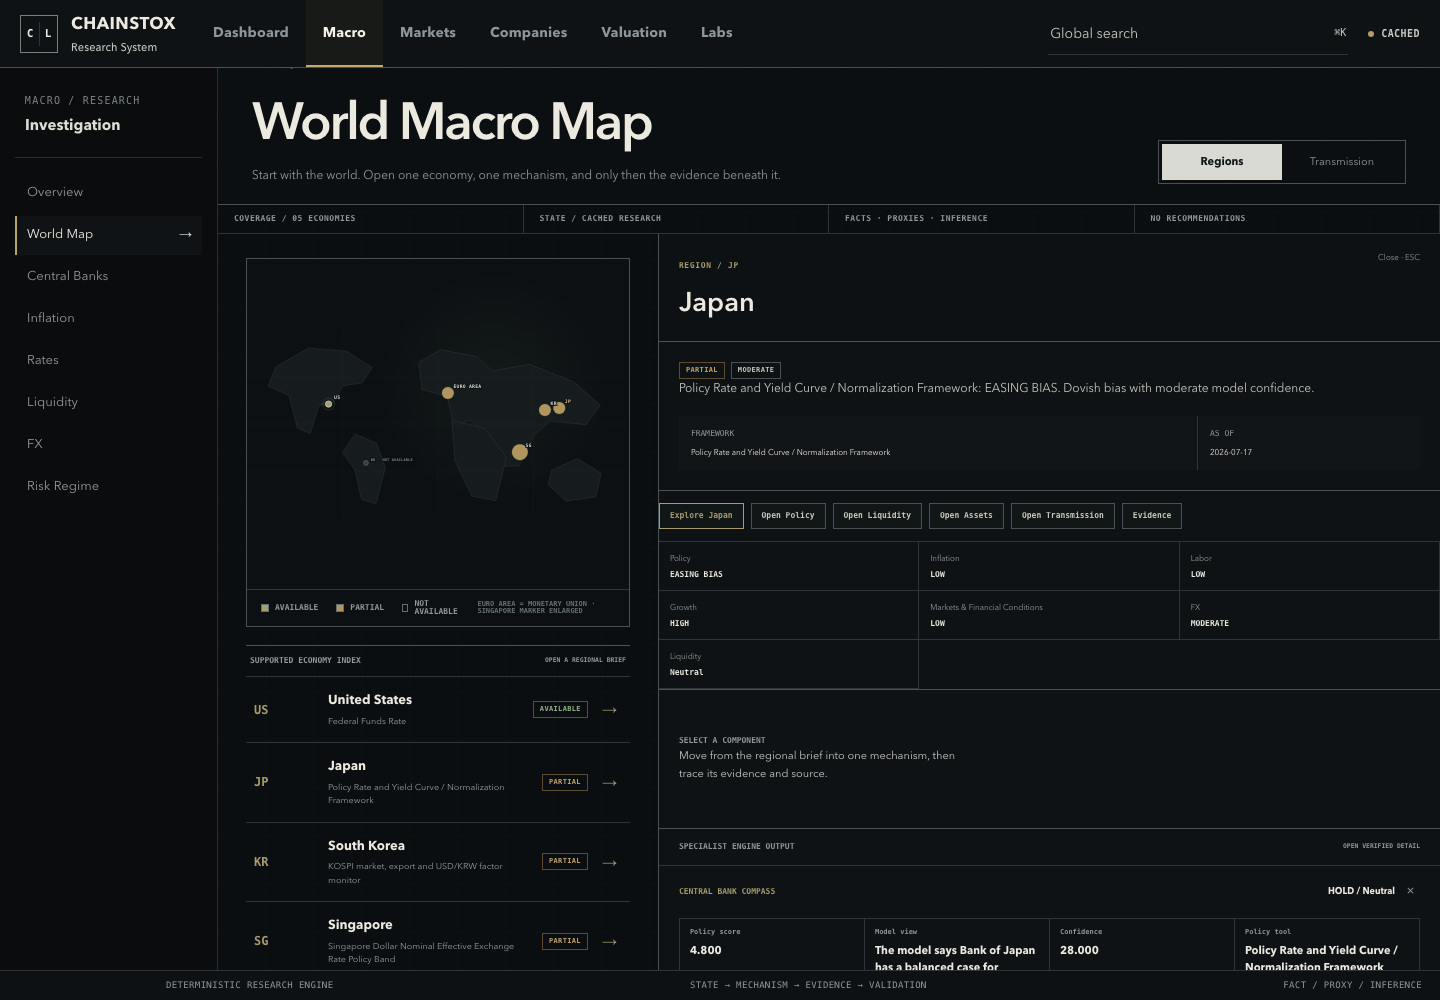 C L
CHAINSTOX
Research System
Dashboard
Macro
Markets
Companies
Valuation
Labs
Global search
⌘K
CACHED
MACRO / RESEARCH
Investigation
Overview
World Map →
Central Banks
Inflation
Rates
Liquidity
FX
Risk Regime
World Macro Map
Start with the world. Open one economy, one mechanism, and only then the evidence beneath it.
Regions
Transmission
COVERAGE / 05 ECONOMIES
STATE / CACHED RESEARCH
FACTS · PROXIES · INFERENCE
NO RECOMMENDATIONS
US
EURO AREA
KR
JP
SG
NOT AVAILABLE
AVAILABLE
PARTIAL
NOT
AVAILABLE
EURO AREA = MONETARY UNION ·
SINGAPORE MARKER ENLARGED
SUPPORTED ECONOMY INDEX
OPEN A REGIONAL BRIEF
US
United States
Federal Funds Rate
AVAILABLE →
JP
Japan
Policy Rate and Yield Curve / Normalization
Framework
PARTIAL →
KR
South Korea
KOSPI market, export and USD/KRW factor
monitor
PARTIAL →
SG
Singapore
Singapore Dollar Nominal Effective Exchange
Rate Policy Band
PARTIAL →
REGION / JP
Close · ESC
Japan
PARTIAL
MODERATE
Policy Rate and Yield Curve / Normalization Framework: EASING BIAS. Dovish bias with moderate model confidence.
FRAMEWORK
Policy Rate and Yield Curve / Normalization Framework
AS OF
2026-07-17
Explore Japan
Open Policy
Open Liquidity
Open Assets
Open Transmission
Evidence
Policy
EASING BIAS
Inflation
LOW
Labor
LOW
Growth
HIGH
Markets & Financial Conditions
LOW
FX
MODERATE
Liquidity
Neutral
SELECT A COMPONENT
Move from the regional brief into one mechanism, then
trace its evidence and source.
SPECIALIST ENGINE OUTPUT
OPEN VERIFIED DETAIL
CENTRAL BANK COMPASS
HOLD / Neutral ×
Policy score
4.800
Model view
The model says Bank of Japan
has a balanced case for
Confidence
28.000
Policy tool
Policy Rate and Yield Curve /
Normalization Framework
DETERMINISTIC RESEARCH ENGINE
STATE → MECHANISM → EVIDENCE → VALIDATION
FACT / PROXY / INFERENCE